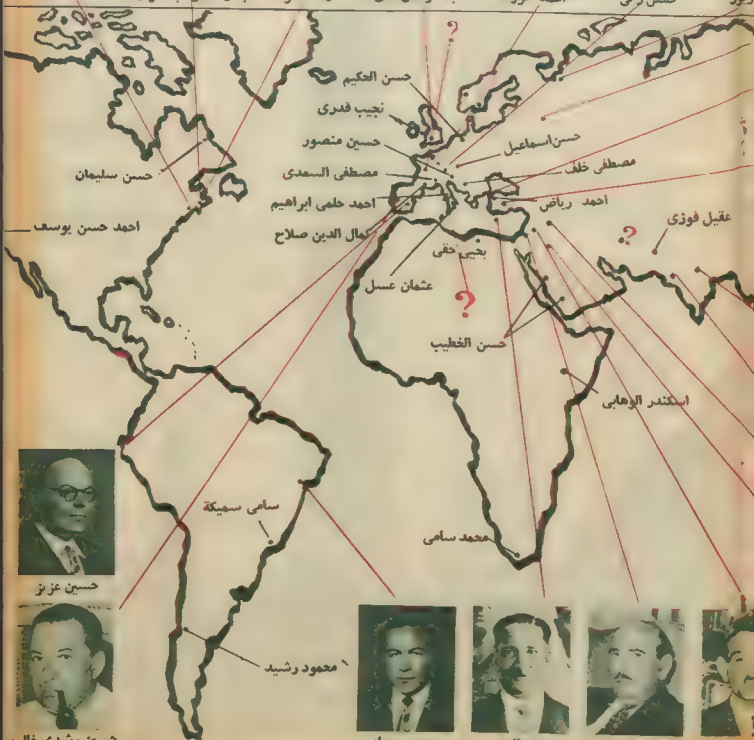 حسن الحكيم
نجيب قدرى
حسين منصور
حسن اسماعيل
مصطفى خلف
مصطفى السعدى
حسن سليمان
احمد حلمى ابراهيم
احمد رياض
عقيل فوزى
؟
احمد حسن يوسف
كمال الدين صلاح
يحيى حقى
عثمان عسل
؟
حسن الخطيب
اسكندر الوهابى
سامى سميكة
محمد سامى
حسين عزيز
محمود رشيد